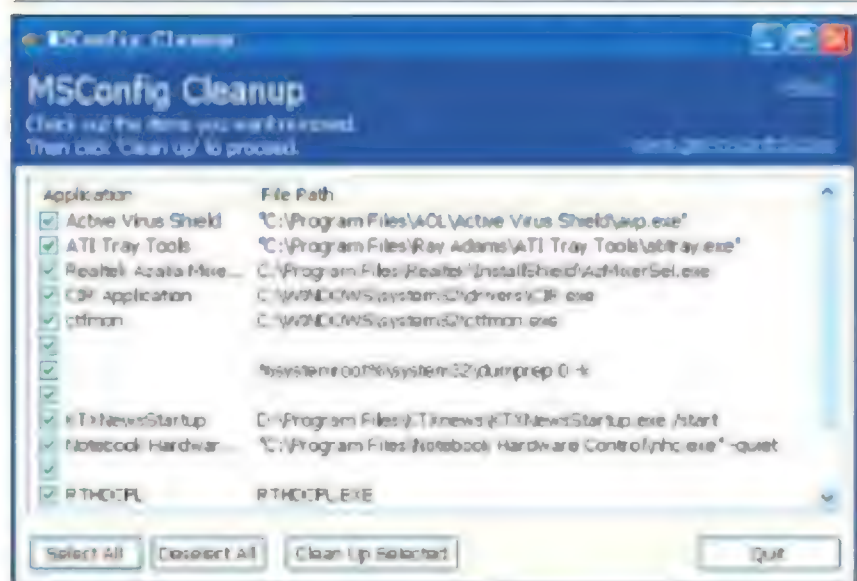 MSConfig Cleanup
MSConfig Cleanup
Check out the items you want removed.
Then click 'Clean Up' to proceed.
Application File Path
Active Virus Shield "C:\Program Files\AOL\Active Virus Shield\avp.exe"
ATI Tray Tools "C:\Program Files\Ray Adams\ATI Tray Tools\atitray.exe"
Realtek Azalia Mixe... C:\Program Files\Realtek\InstallShield\AzMixerSel.exe
CIR Application C:\WINDOWS\system32\drivers\CIR.exe
ctfmon C:\WINDOWS\system32\ctfmon.exe
%systemroot%\system32\dumprep 0 -k
KTXNewsStartup C:\Program Files\KTXnews\KTXNewsStartup.exe /start
Notebook Hardwar... "C:\Program Files\Notebook Hardware Control\nhc.exe" -quiet
RTHDCPL RTHDCPL.EXE
Select All Deselect All Clean Up Selected Quit